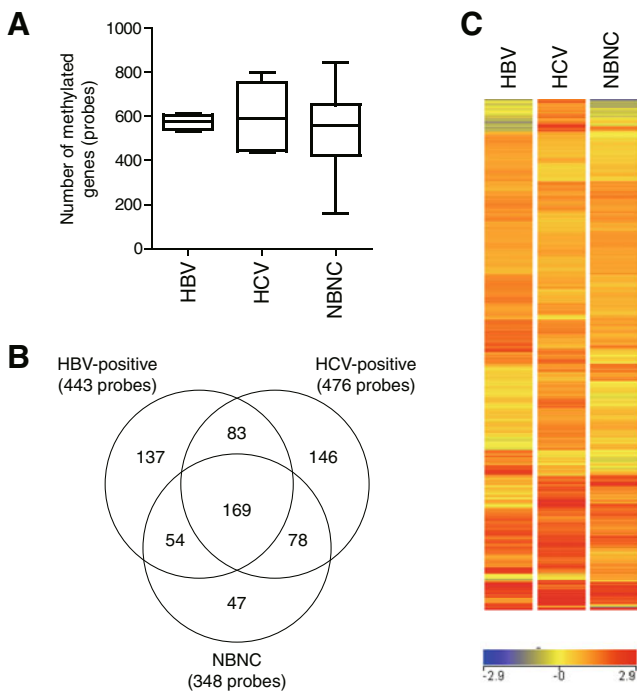 A
Number of methylated
genes (probes)
1000
800
600
400
200
0
HBV
HCV
NBNC
B
HBV-positive
(443 probes)
HCV-positive
(476 probes)
137
83
146
169
54
78
47
NBNC
(348 probes)
C
HBV
HCV
NBNC
-2.9
-0
2.9